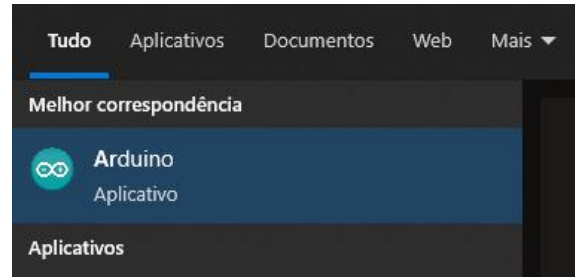 Tudo Aplicativos Documentos Web Mais
Melhor correspondência
Arduino
Aplicativo
Aplicativos